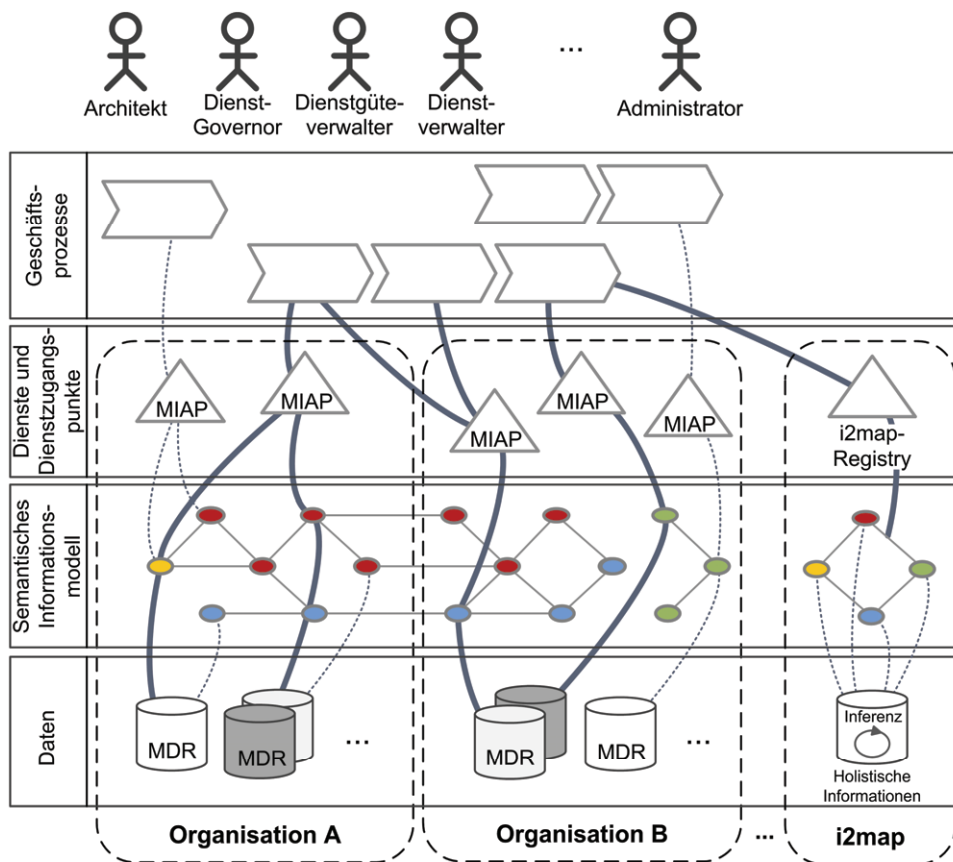 ...
Architekt
Dienst-
Governor
Dienstgüte-
verwalter
Dienst-
verwalter
Administrator
Geschäfts-
prozesse
Dienste und
Dienstzugangs-
punkte
MIAP
MIAP
MIAP
MIAP
MIAP
i2map-
Registry
Semantisches
Informations-
modell
Daten
MDR
MDR
...
MDR
MDR
...
Inferenz
Holistische
Informationen
Organisation A
Organisation B
...
i2map